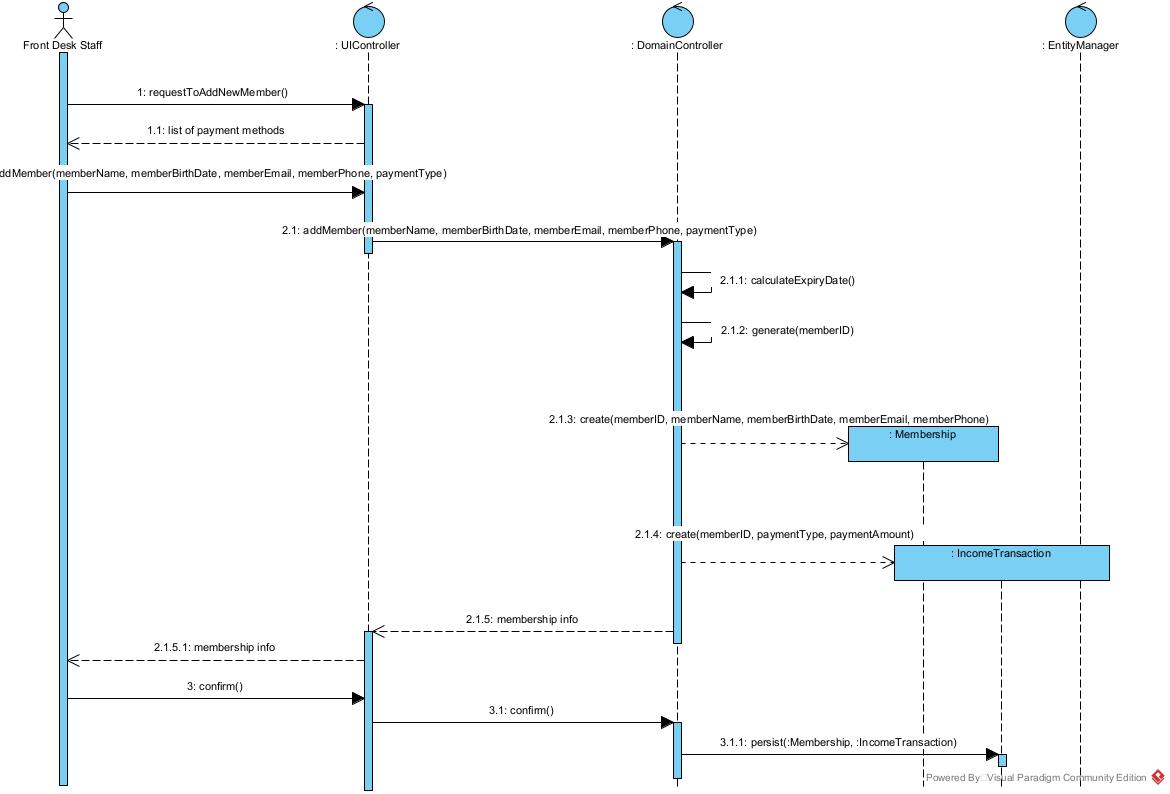 Front Desk Staff
: UIController
: DomainController
: EntityManager
1: requestToAddNewMember()
1.1: list of payment methods
ddMember(memberName, memberBirthDate, memberEmail, memberPhone, paymentType)
2.1: addMember(memberName, memberBirthDate, memberEmail, memberPhone, paymentType)
2.1.1: calculateExpiryDate()
2.1.2: generate(memberID)
2.1.3: create(memberID, memberName, memberBirthDate, memberEmail, memberPhone)
: Membership
2.1.4: create(memberID, paymentType, paymentAmount)
: IncomeTransaction
2.1.5: membership info
2.1.5.1: membership info
3: confirm()
3.1: confirm()
3.1.1: persist(:Membership, :IncomeTransaction)
Powered By Visual Paradigm Community Edition